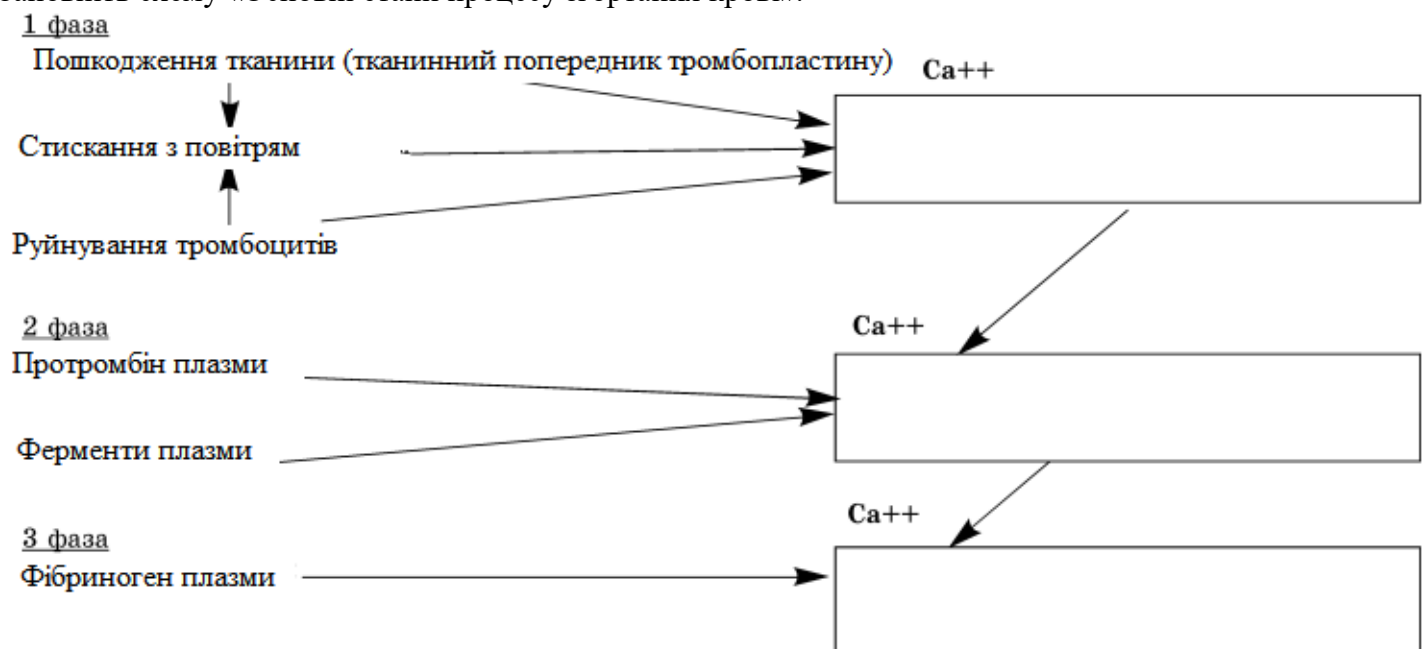 1 фаза
Пошкодження тканини (тканинний попередник тромбопластину)
Ca++
Стискання з повітрям
Руйнування тромбоцитів
2 фаза
Ca++
Протромбін плазми
Ферменти плазми
Ca++
3 фаза
Фібриноген плазми